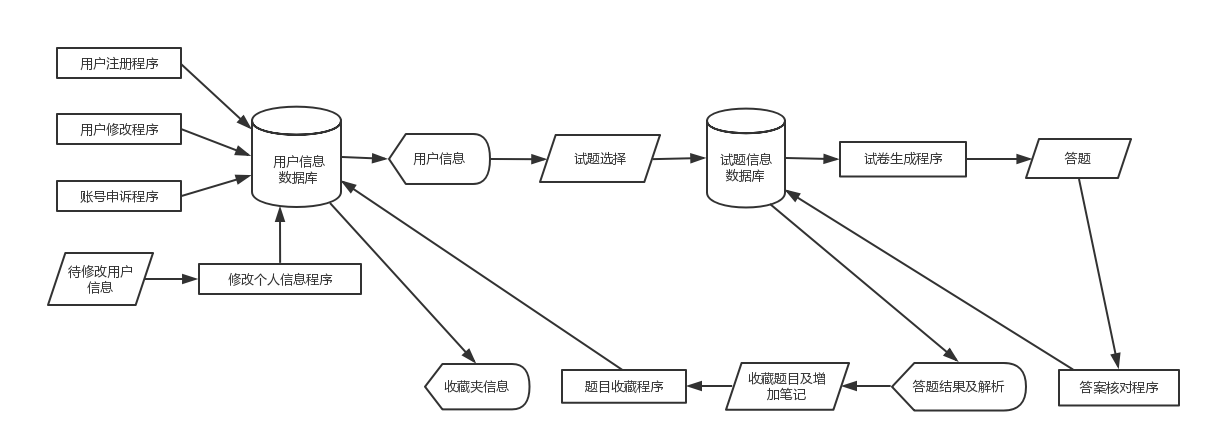 用户注册程序
用户修改程序
账号申诉程序
待修改用户
信息
修改个人信息程序
用户信息
数据库
用户信息
试题选择
试题信息
数据库
试卷生成程序
答题
收藏夹信息
题目收藏程序
收藏题目及增
加笔记
答题结果及解析
答案核对程序